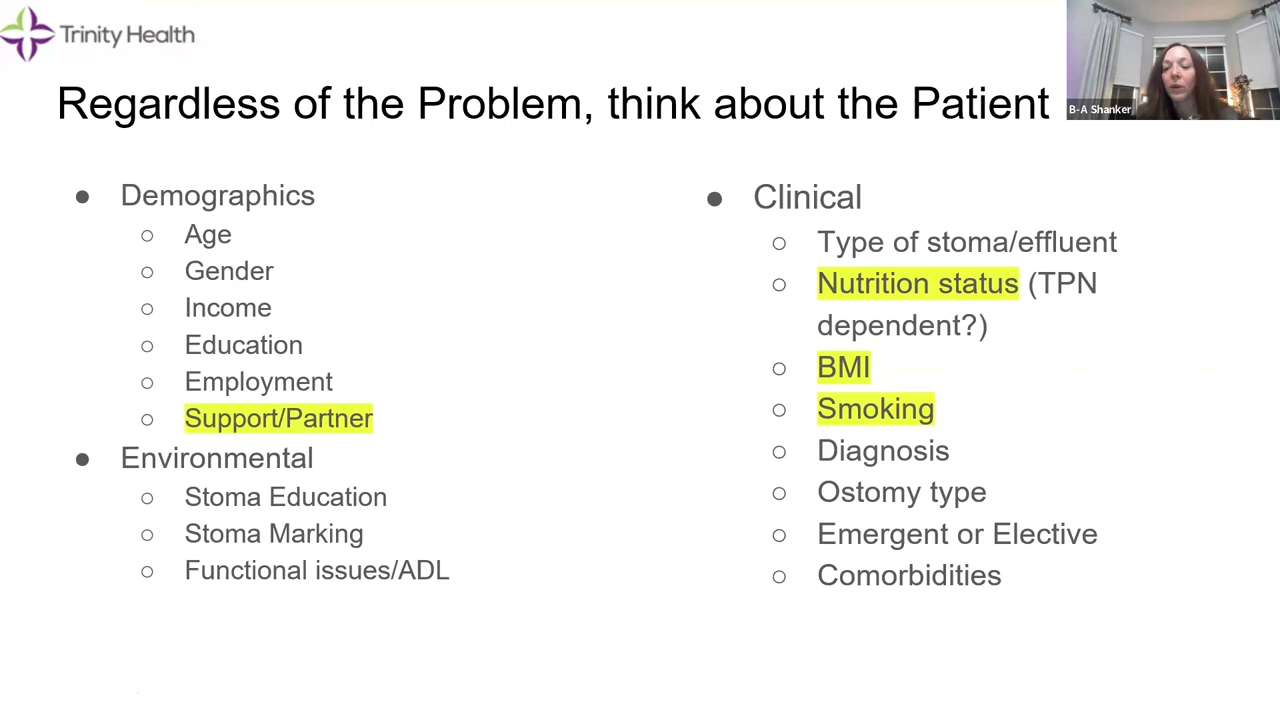 Trinity Health
Regardless of the Problem, think about the Patient
B-A Shanker
● Demographics
○ Age
○ Gender
○ Income
○ Education
○ Employment
○ Support/Partner
● Environmental
○ Stoma Education
○ Stoma Marking
○ Functional issues/ADL
● Clinical
○ Type of stoma/effluent
○ Nutrition status (TPN
dependent?)
○ BMI
○ Smoking
○ Diagnosis
○ Ostomy type
○ Emergent or Elective
○ Comorbidities